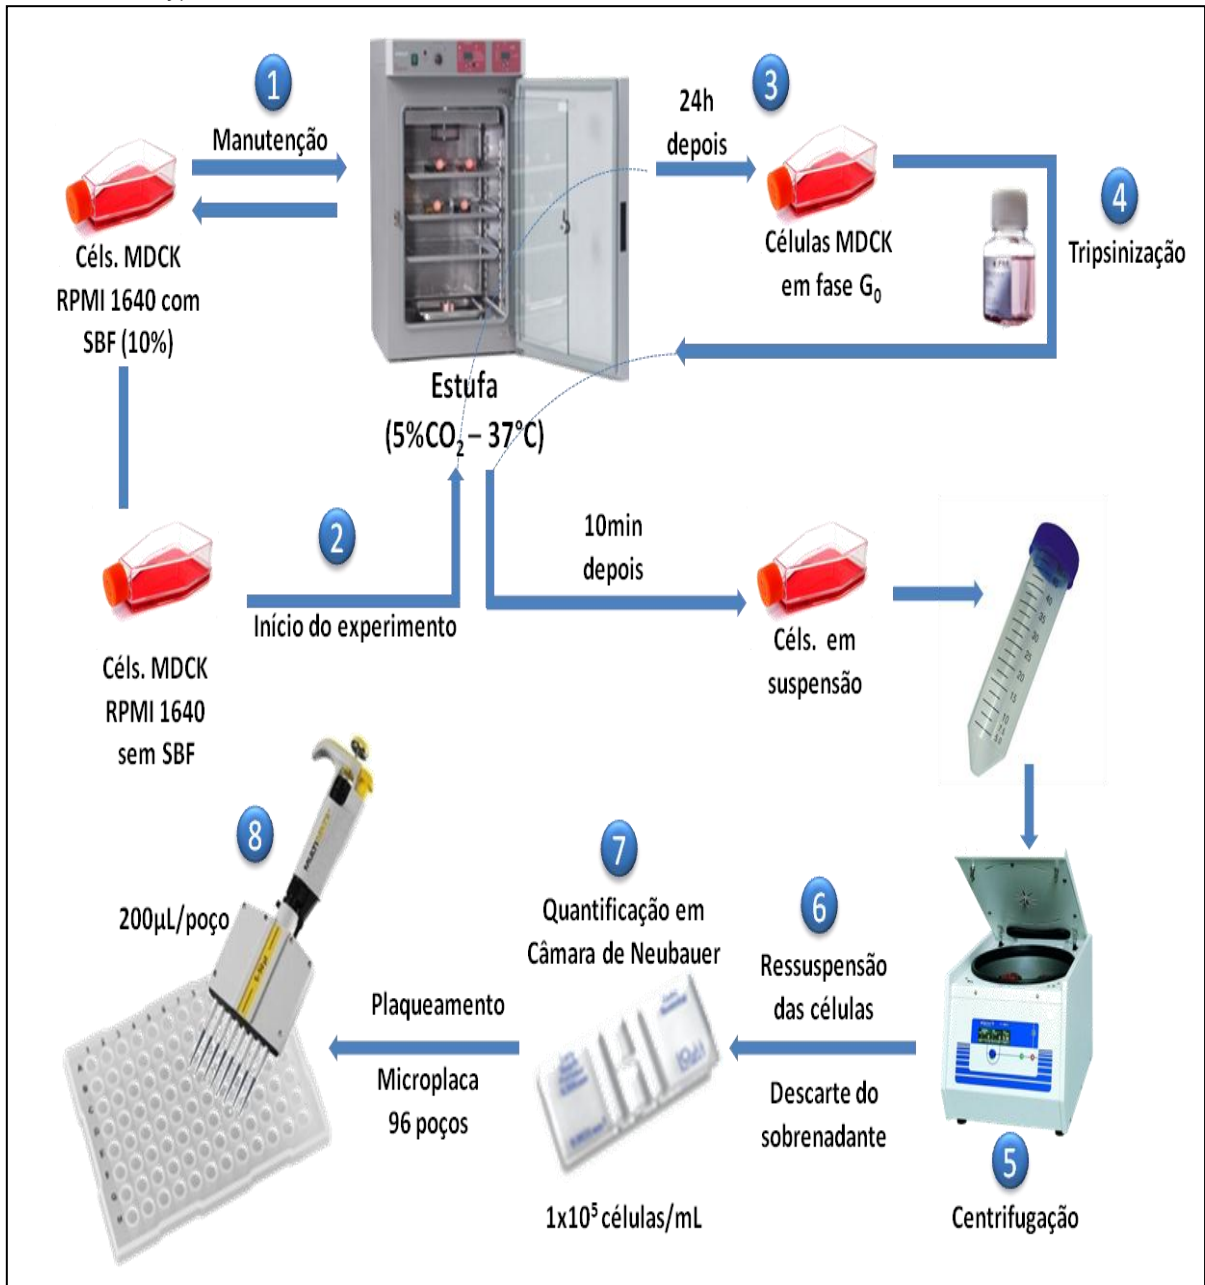 1
Manutenção
Céls. MDCK
RPMI 1640 com
SBF (10%)
Estufa
(5%CO₂ – 37°C)
24h
depois
3
Células MDCK
em fase G₀
4
Tripsinização
2
Início do experimento
Céls. MDCK
RPMI 1640
sem SBF
10min
depois
Céls. em
suspensão
5
Centrifugação
6
Ressuspensão
das células
Descarte do
sobrenadante
7
Quantificação em
Câmara de Neubauer
1x10⁵ células/mL
Plaqueamento
Microplaca
96 poços
8
200µL/poço